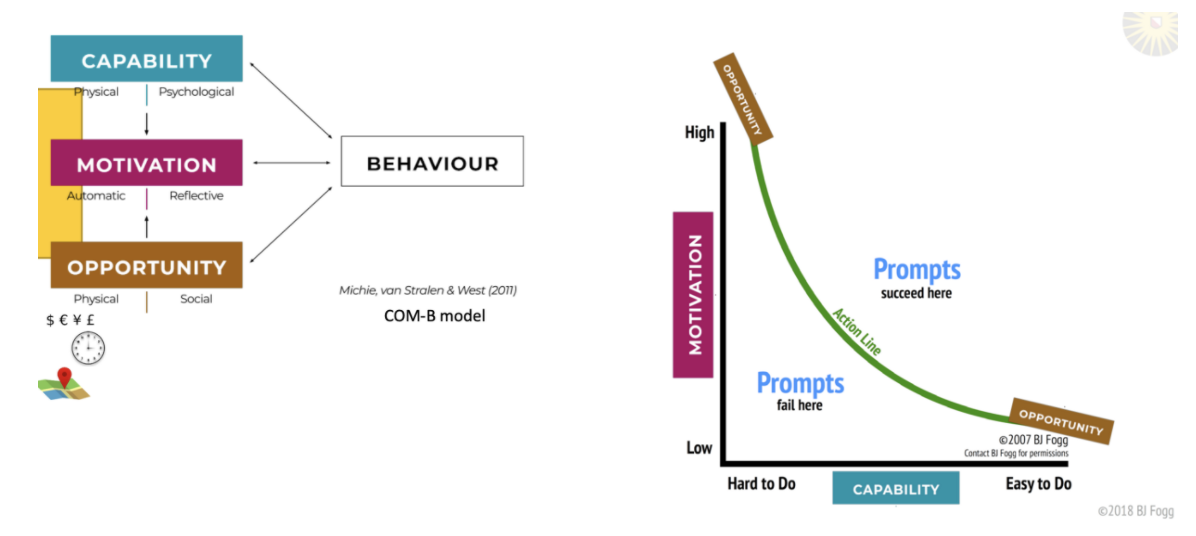 CAPABILITY
Physical Psychological
MOTIVATION
Automatic Reflective
OPPORTUNITY
Physical Social
$ € ¥ £
BEHAVIOUR
Michie, van Stralen & West (2011)
COM-B model
OPPORTUNITY
High
MOTIVATION
Low
Prompts
succeed here
Action Line
Prompts
fail here
OPPORTUNITY
©2007 BJ Fogg
Contact BJ Fogg for permissions
Hard to Do
CAPABILITY
Easy to Do
©2018 BJ Fogg